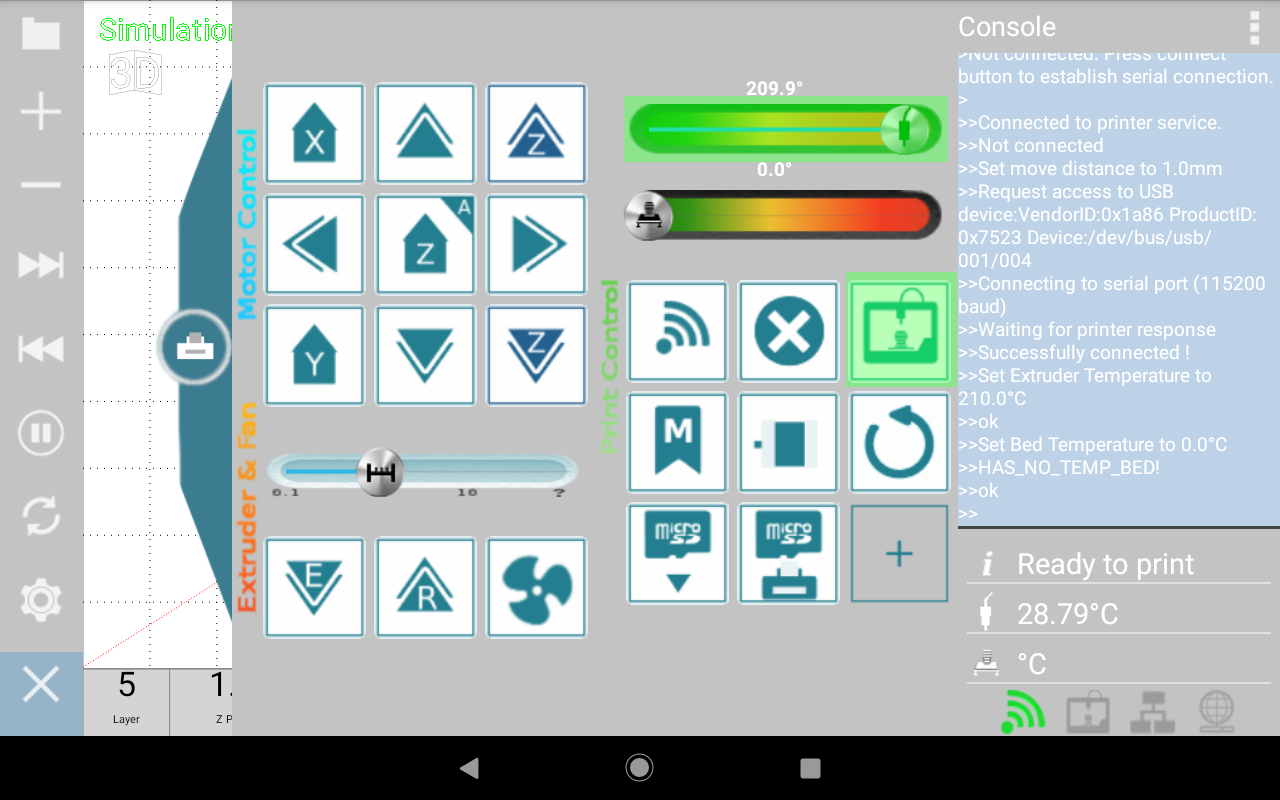 Simulation
3D
5
Layer
1.
Z P
Motor Control
X
Z
A
Z
Y
Z
Extruder & Fan
0.1
10
?
E
R
209.9°
0.0°
Print Control
M
micro
SD
micro
SD
Console
>Not connected. Press connect
button to establish serial connection.
>
>>Connected to printer service.
>>Not connected
>>Set move distance to 1.0mm
>>Request access to USB
device:VendorID:0x1a86 ProductID:
0x7523 Device:/dev/bus/usb/
001/004
>>Connecting to serial port (115200
baud)
>>Waiting for printer response
>>Successfully connected !
>>Set Extruder Temperature to
210.0°C
>>ok
>>Set Bed Temperature to 0.0°C
>>HAS_NO_TEMP_BED!
>>ok
>>
i Ready to print
28.79°C
°C